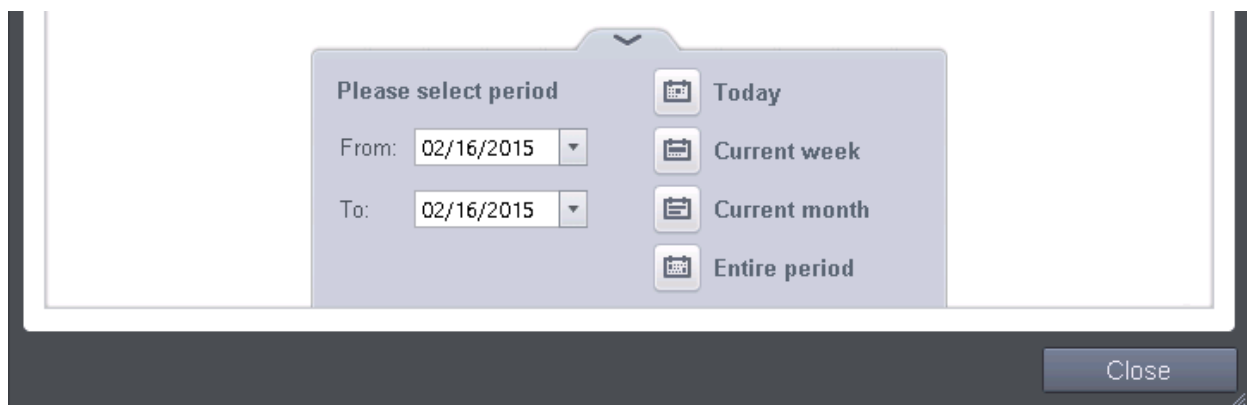 Please select period
From: 02/16/2015
To: 02/16/2015
Today
Current week
Current month
Entire period
Close